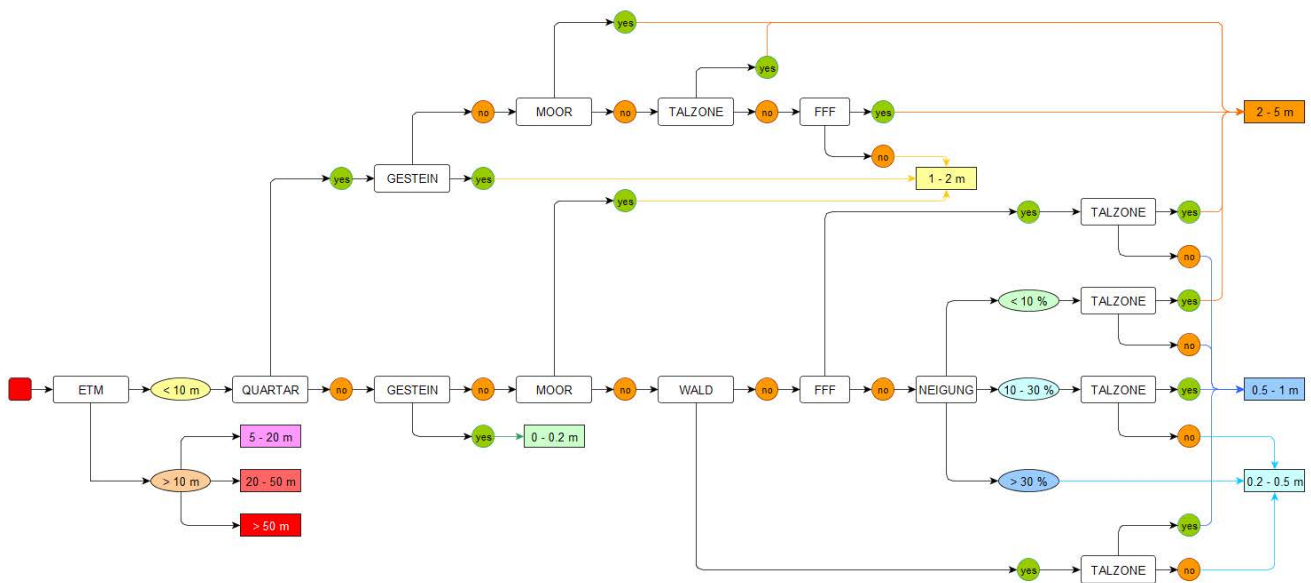 yes
yes
no MOOR no TALZONE no FFF yes 2 - 5 m
no
yes GESTEIN yes 1 - 2 m
yes
yes TALZONE yes
no
< 10 % TALZONE yes
no
ETM < 10 m QUARTAR no GESTEIN no MOOR no WALD no FFF no NEIGUNG 10 - 30 % TALZONE yes 0.5 - 1 m
5 - 20 m yes 0 - 0.2 m no
> 10 m 20 - 50 m > 30 % 0.2 - 0.5 m
> 50 m yes
yes TALZONE no